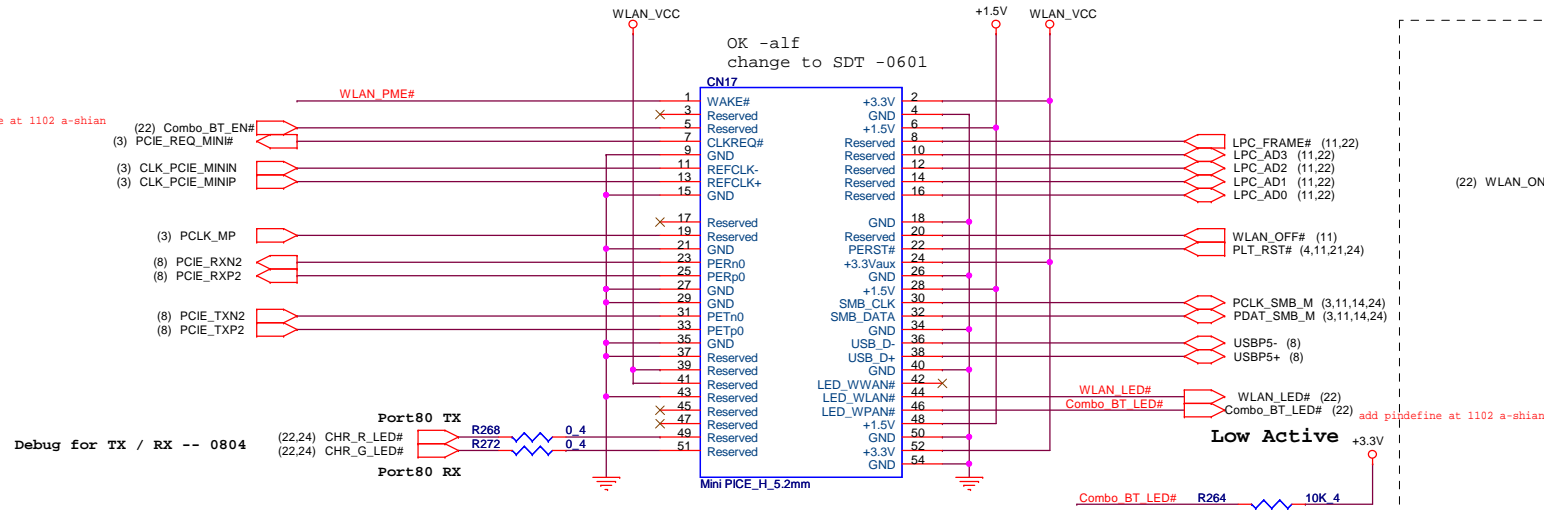 WLAN_VCC
+1.5V
WLAN_VCC
OK -alf
change to SDT -0601
CN17
WLAN_PME# 1 WAKE# +3.3V 2
3 Reserved GND 4
e at 1102 a-shian
(22) Combo_BT_EN# 5 Reserved +1.5V 6
(3) PCIE_REQ_MINI# 7 CLKREQ# Reserved 8 LPC_FRAME# (11,22)
9 GND Reserved 10 LPC_AD3 (11,22)
(3) CLK_PCIE_MININ 11 REFCLK- Reserved 12 LPC_AD2 (11,22)
(3) CLK_PCIE_MINIP 13 REFCLK+ Reserved 14 LPC_AD1 (11,22)
15 GND Reserved 16 LPC_AD0 (11,22)
(22) WLAN_ON
17 Reserved GND 18
(3) PCLK_MP 19 Reserved Reserved 20 WLAN_OFF# (11)
21 GND PERST# 22 PLT_RST# (4,11,21,24)
(8) PCIE_RXN2 23 PERn0 +3.3Vaux 24
(8) PCIE_RXP2 25 PERp0 GND 26
27 GND +1.5V 28
29 GND SMB_CLK 30 PCLK_SMB_M (3,11,14,24)
(8) PCIE_TXN2 31 PETn0 SMB_DATA 32 PDAT_SMB_M (3,11,14,24)
(8) PCIE_TXP2 33 PETp0 GND 34
35 GND USB_D- 36 USBP5- (8)
37 Reserved USB_D+ 38 USBP5+ (8)
39 Reserved GND 40
41 Reserved LED_WWAN# 42
43 Reserved LED_WLAN# 44 WLAN_LED# WLAN_LED# (22)
45 Reserved LED_WPAN# 46 Combo_BT_LED# Combo_BT_LED# (22)
add pindefine at 1102 a-shian
Port80 TX
47 Reserved +1.5V 48
Debug for TX / RX -- 0804
(22,24) CHR_R_LED# R268 0_4 49 Reserved GND 50
(22,24) CHR_G_LED# R272 0_4 51 Reserved +3.3V 52
GND 54
Port80 RX
Low Active
+3.3V
Mini PICE_H_5.2mm
Combo_BT_LED# R264 10K_4